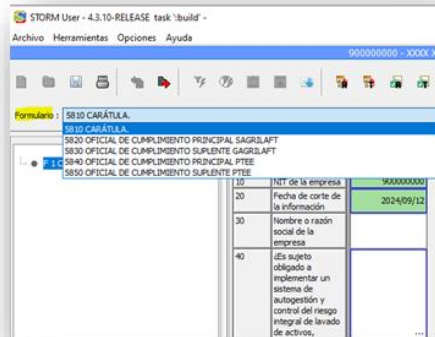 STORM User - 4.3.10-RELEASE task ':build' -
Archivo Herramientas Opciones Ayuda
900000000 - XXXX X
Formulario : 5810 CARÁTULA.
5810 CARÁTULA.
5820 OFICIAL DE CUMPLIMIENTO PRINCIPAL SAGRILAFT
5830 OFICIAL DE CUMPLIMIENTO SUPLENTE GAGRILAFT
5840 OFICIAL DE CUMPLIMIENTO PRINCIPAL PTEE
5850 OFICIAL DE CUMPLIMIENTO SUPLENTE PTEE
F 1 C
10 NIT de la empresa 900000000
20 Fecha de corte de 2024/09/12
la información
30 Nombre o razón
social de la
empresa
40 ¿Es sujeto
obligado a
implementar un
sistema de
autogestión y
control del riesgo
integral de lavado
de activos, ...